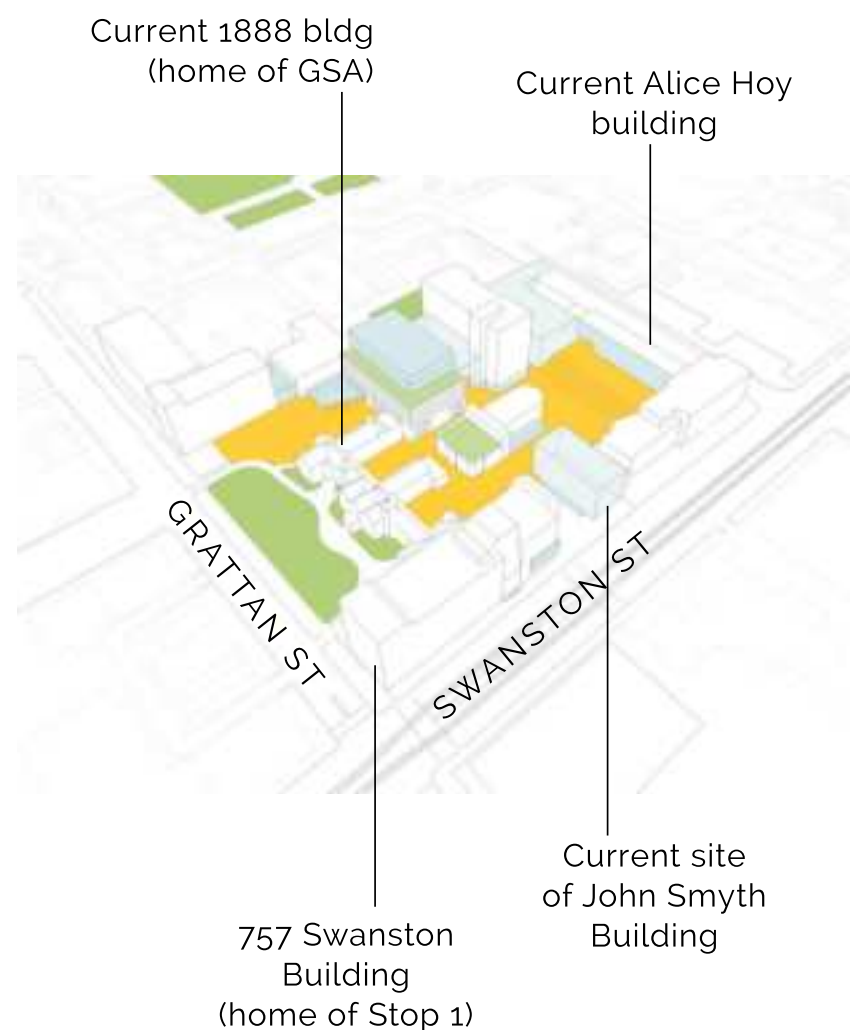 Current 1888 bldg
(home of GSA)
Current Alice Hoy
building
GRATTAN ST
SWANSTON ST
Current site
of John Smyth
Building
757 Swanston
Building
(home of Stop 1)